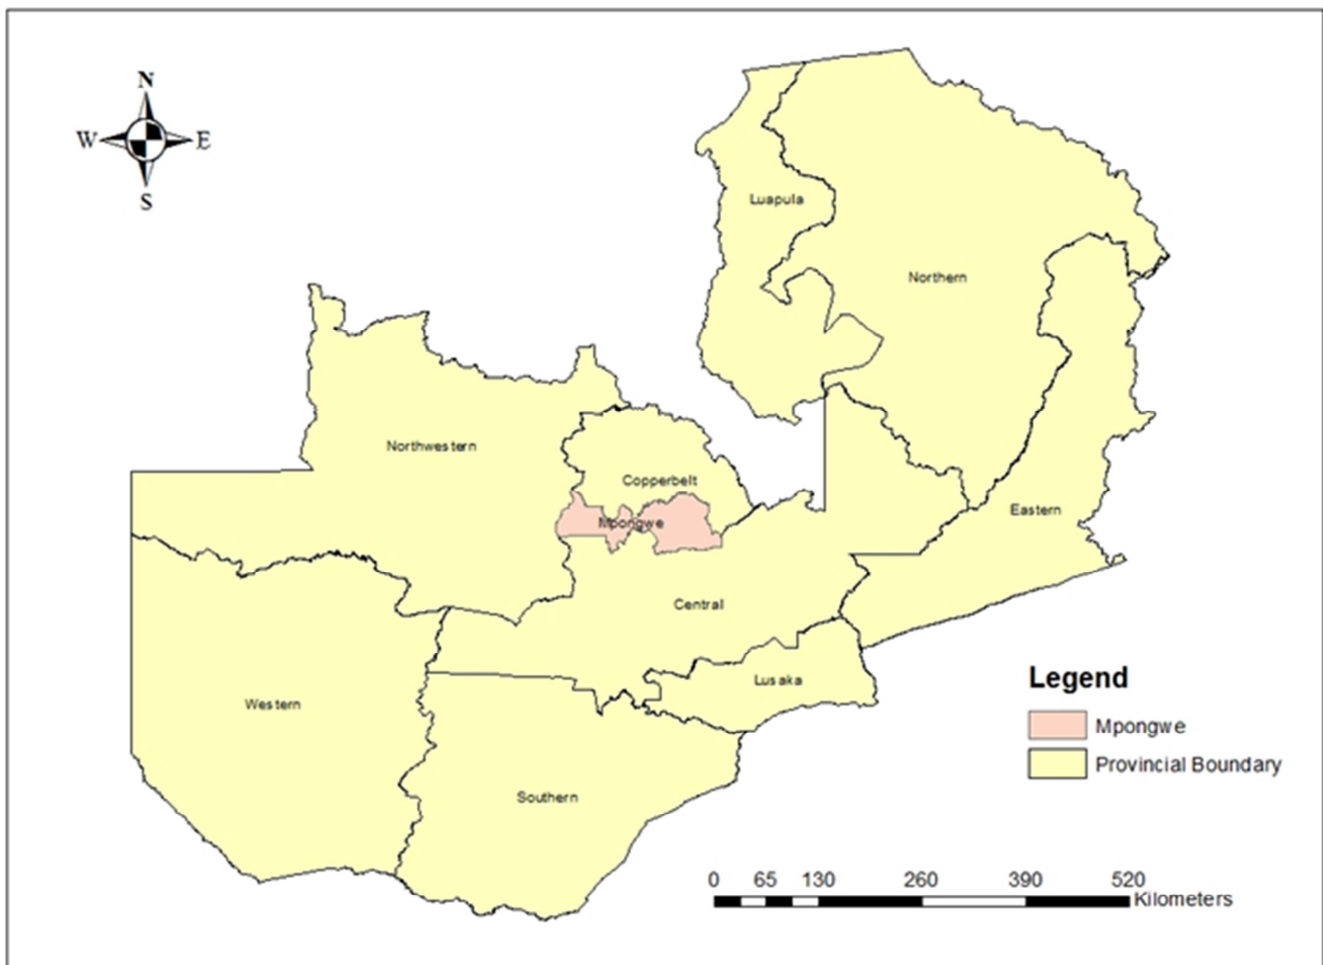 N
W E
S
Luapula
Northern
Northwestern
Copperbelt
Mpongwe
Eastern
Central
Lusaka
Western
Southern
Legend
Mpongwe
Provincial Boundary
0 65 130 260 390 520
Kilometers